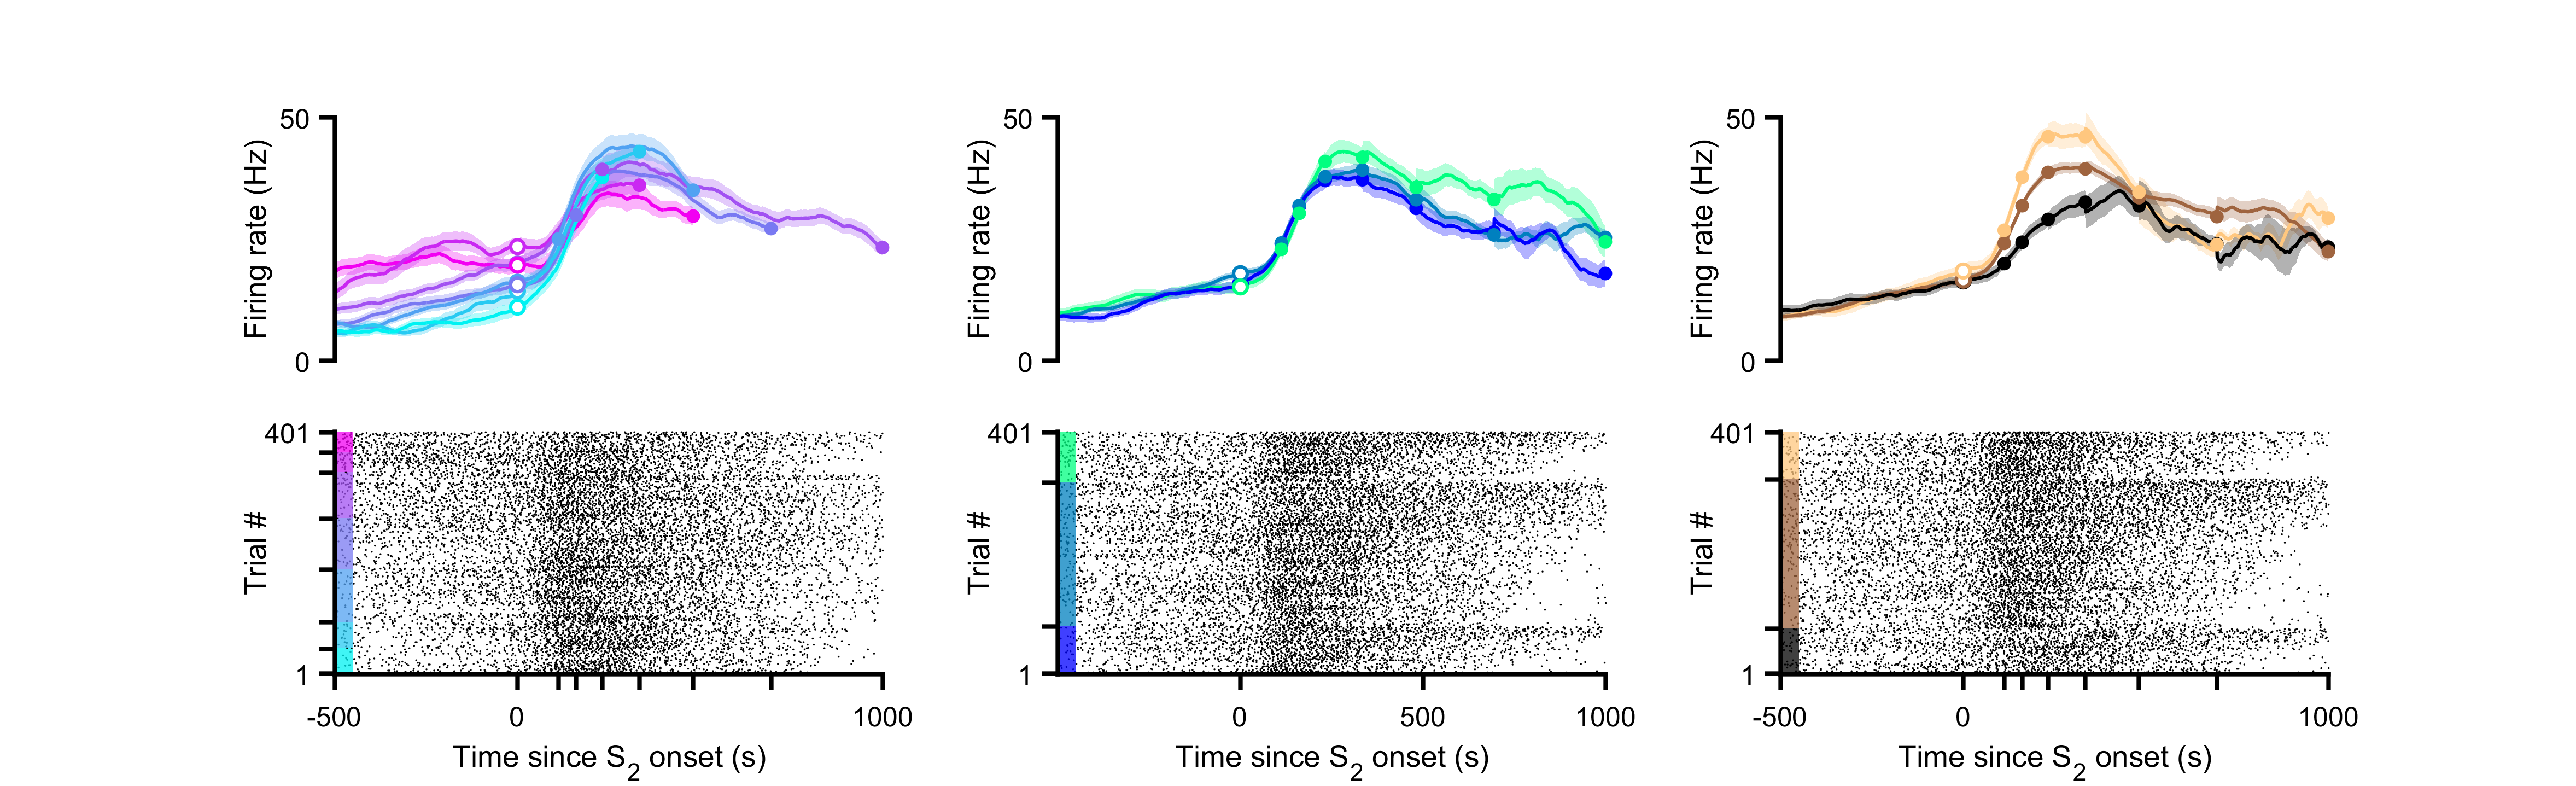 50
Firing rate (Hz)
0
50
Firing rate (Hz)
0
50
Firing rate (Hz)
0
401
Trial #
1
-500 0 1000
Time since S2 onset (s)
401
Trial #
1
0 500 1000
Time since S2 onset (s)
401
Trial #
1
-500 0 1000
Time since S2 onset (s)